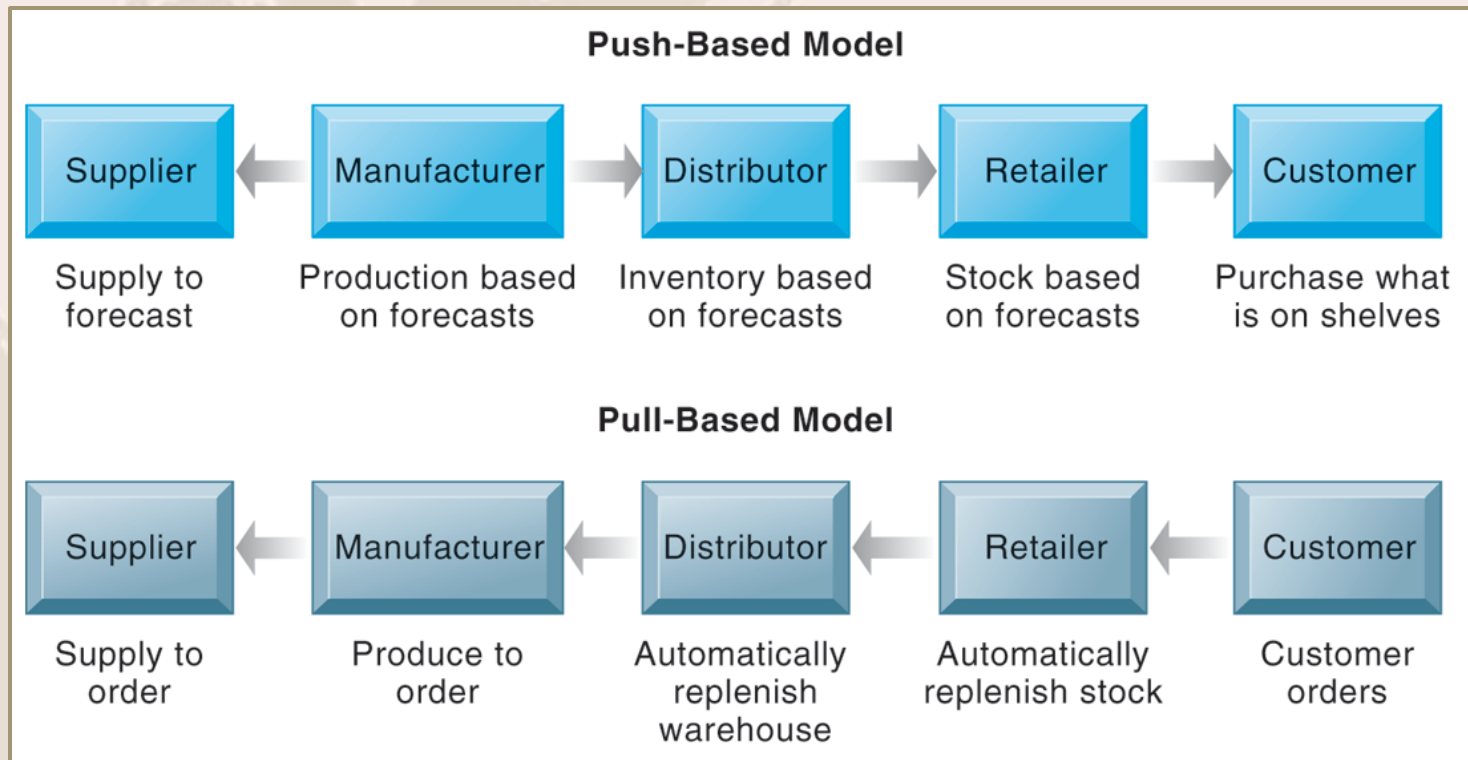 Push-Based Model
Supplier
Manufacturer
Distributor
Retailer
Customer
Supply to
forecast
Production based
on forecasts
Inventory based
on forecasts
Stock based
on forecasts
Purchase what
is on shelves
Pull-Based Model
Supplier
Manufacturer
Distributor
Retailer
Customer
Supply to
order
Produce to
order
Automatically
replenish
warehouse
Automatically
replenish stock
Customer
orders